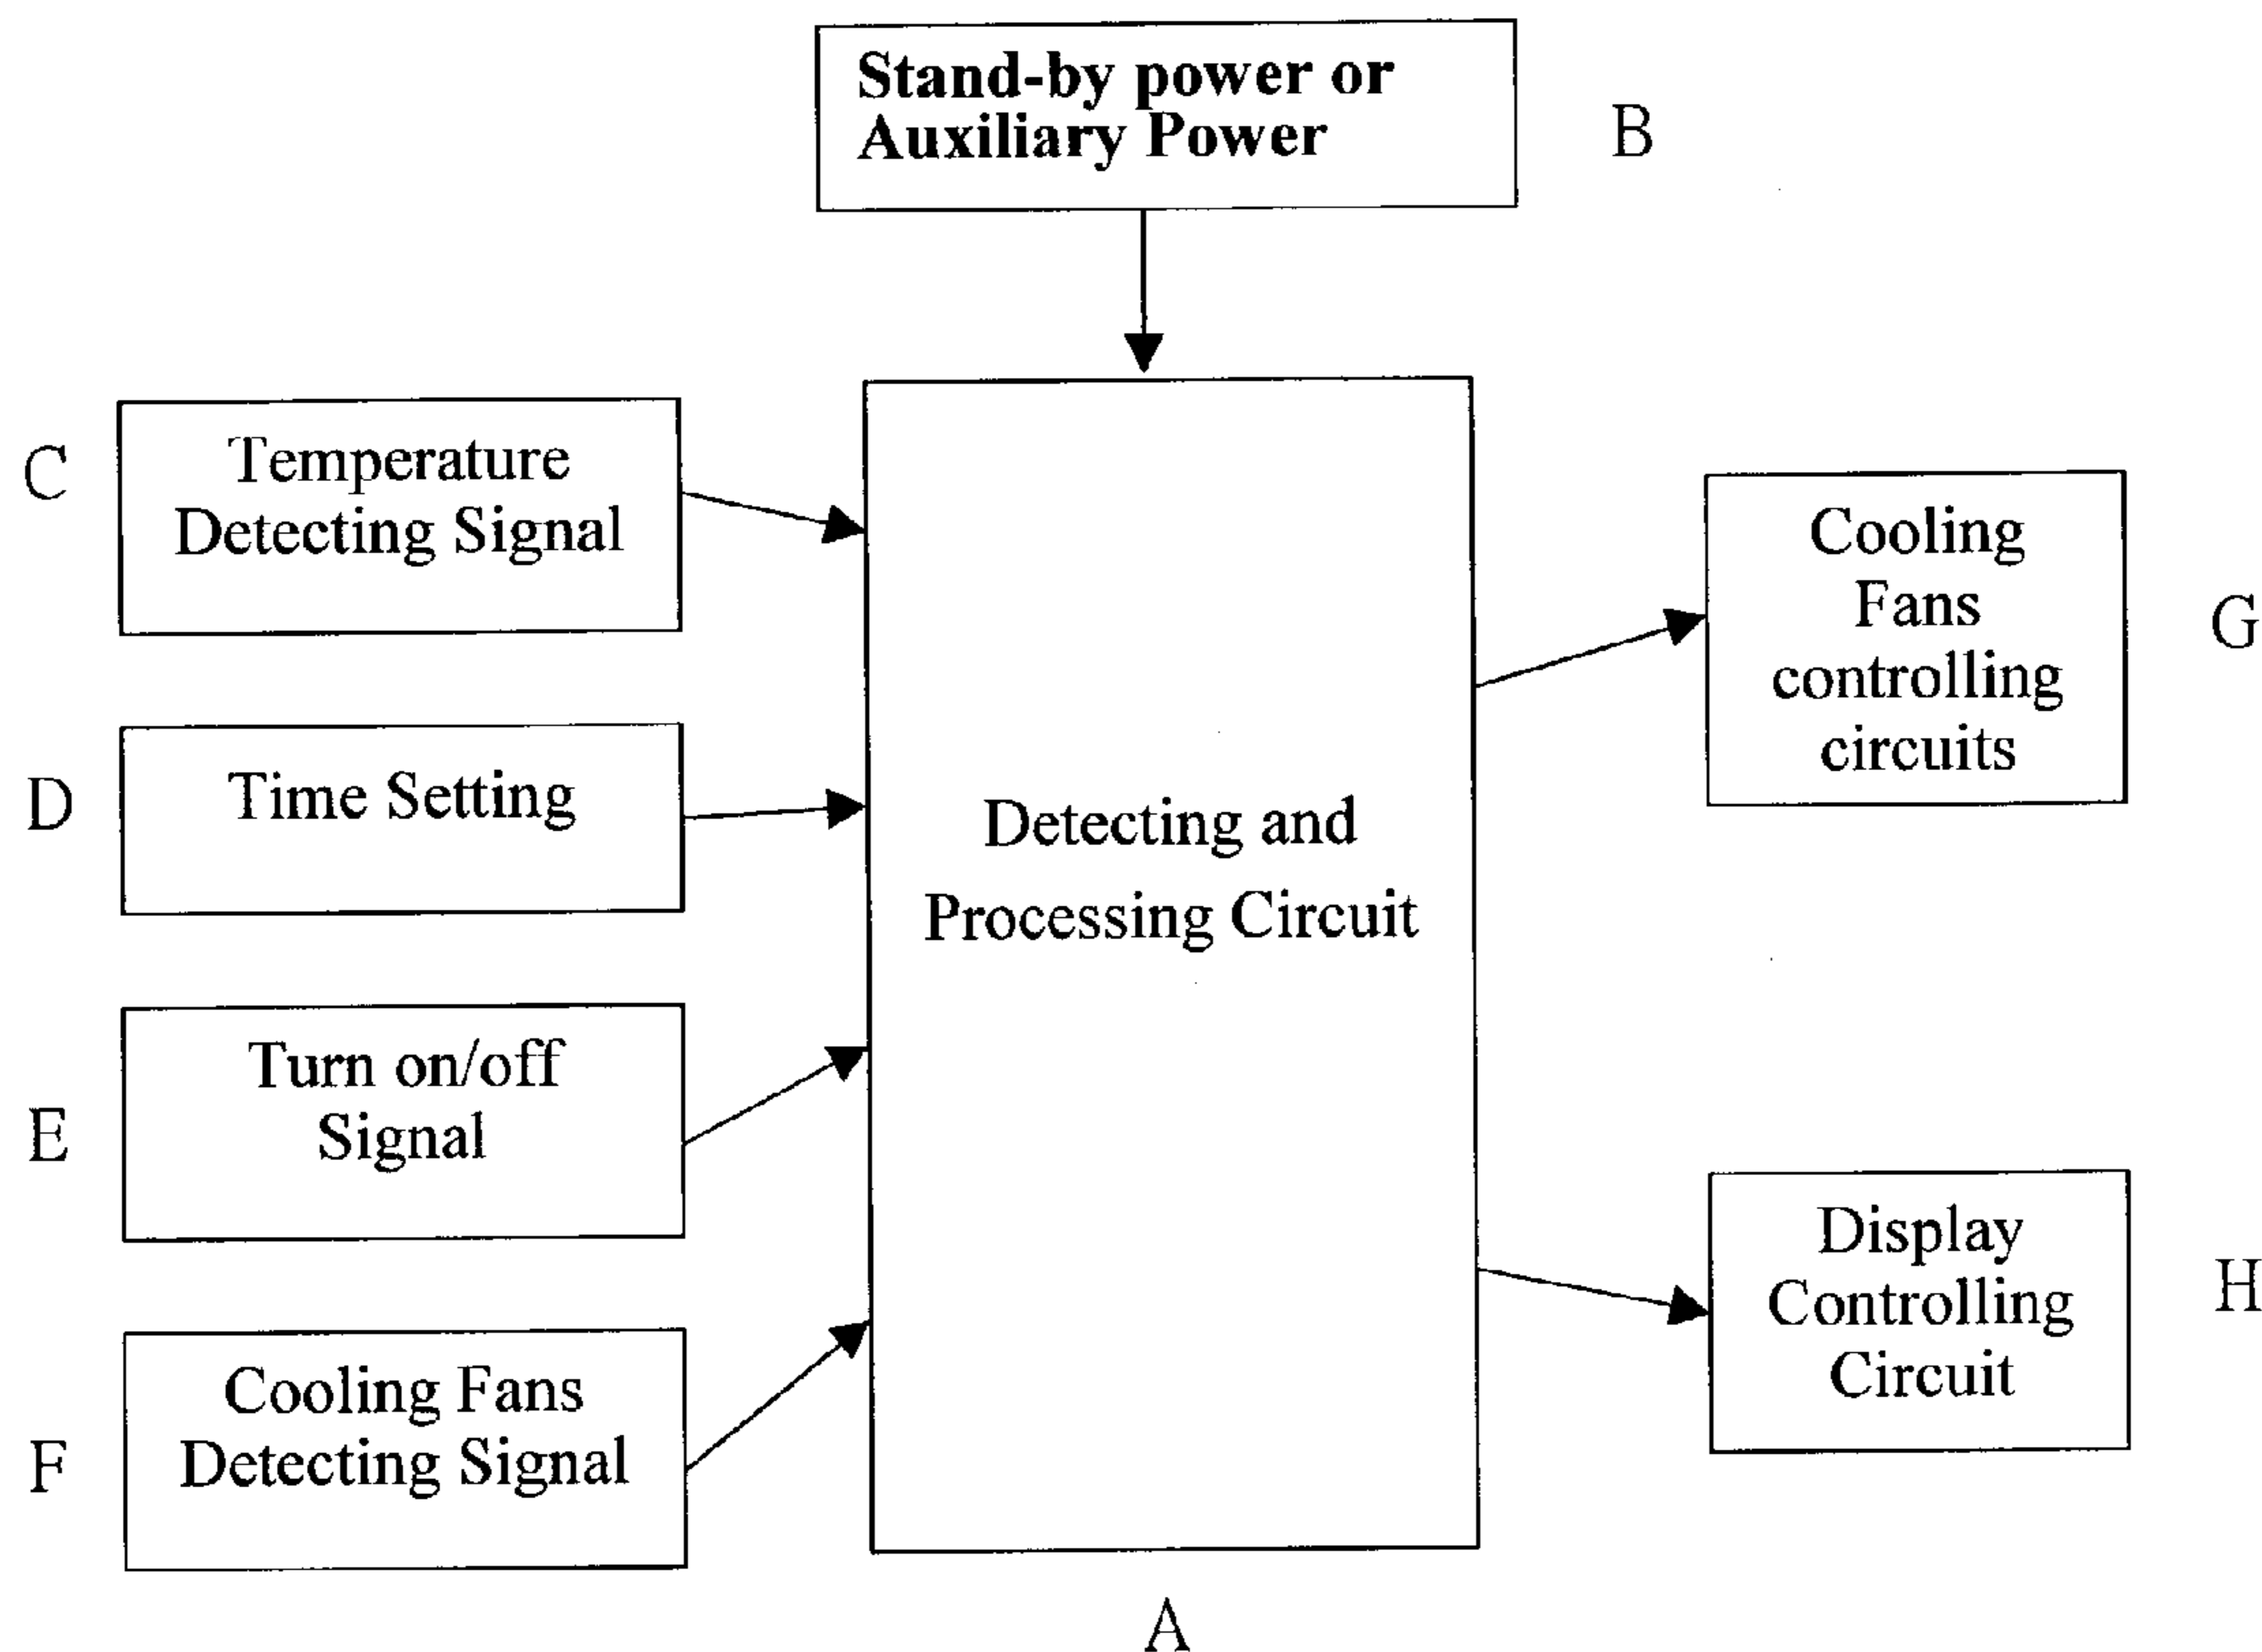 Stand-by power or
Auxiliary Power
B
C
Temperature
Detecting Signal
D
Time Setting
E
Turn on/off
Signal
F
Cooling Fans
Detecting Signal
Detecting and
Processing Circuit
A
Cooling
Fans
controlling
circuits
G
Display
Controlling
Circuit
H